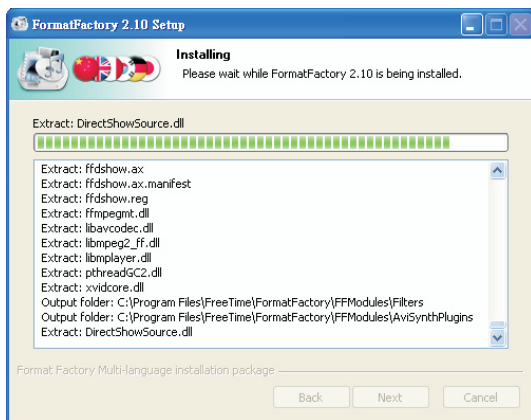 FormatFactory 2.10 Setup
Installing
Please wait while FormatFactory 2.10 is being installed.
Extract: DirectShowSource.dll
Extract: ffdshow.ax
Extract: ffdshow.ax.manifest
Extract: ffdshow.reg
Extract: ffmpegmt.dll
Extract: libavcodec.dll
Extract: libmpeg2_ff.dll
Extract: libmplayer.dll
Extract: pthreadGC2.dll
Extract: xvidcore.dll
Output folder: C:\Program Files\FreeTime\FormatFactory\FFModules\Filters
Output folder: C:\Program Files\FreeTime\FormatFactory\FFModules\AviSynthPlugins
Extract: DirectShowSource.dll
Format Factory Multi-language installation package
Back
Next
Cancel